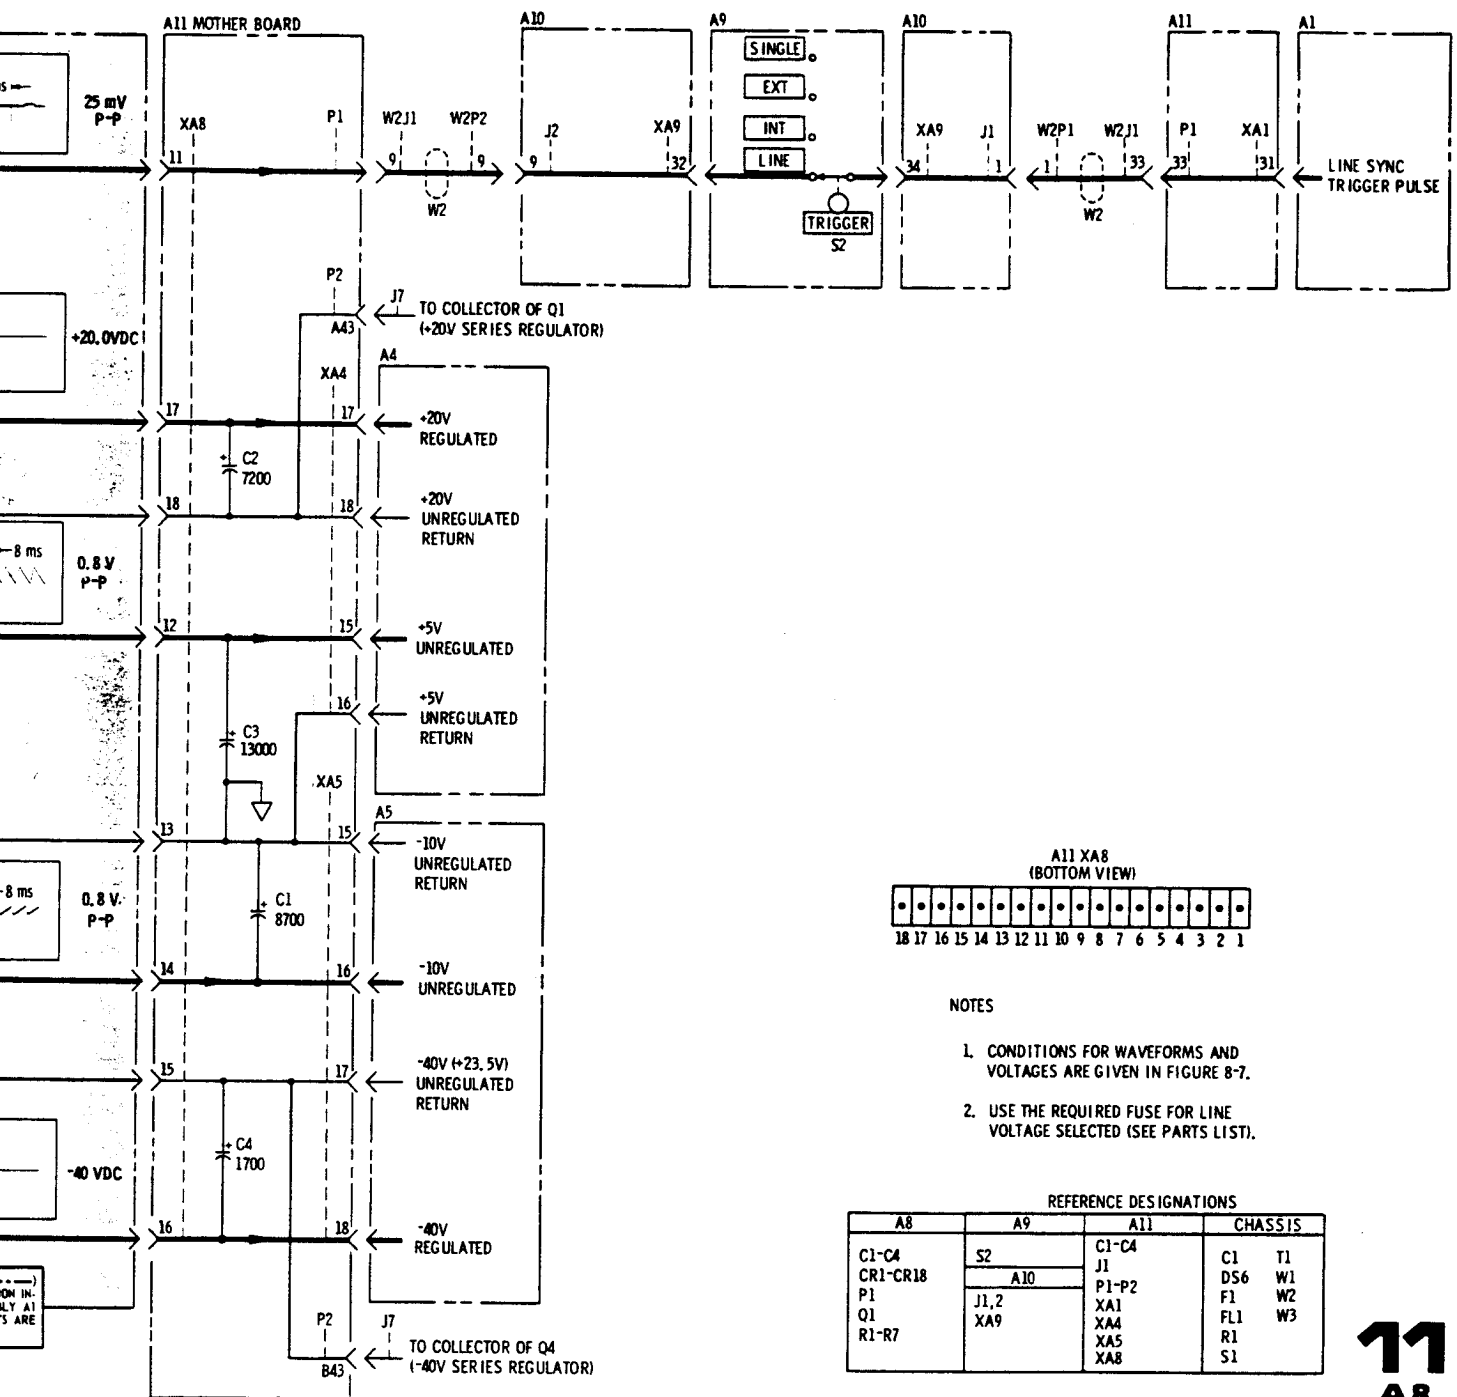 A11 MOTHER BOARD
A10
A9
A10
A11
A1
SINGLE
EXT
INT
LINE
25 mV
P-P
XA8
P1
W2J1
W2P2
J2
XA9
XA9
J1
W2P1
W2J1
P1
XA1
11
9
9
9
32
34
1
1
33
33
31
LINE SYNC
TRIGGER PULSE
W2
W2
TRIGGER
S2
P2
J7
A43
TO COLLECTOR OF Q1
(+20V SERIES REGULATOR)
+20.0VDC
A4
XA4
17
17
+20V
REGULATED
C2
7200
18
18
+20V
UNREGULATED
RETURN
8 ms
0.8 V
P-P
12
15
+5V
UNREGULATED
16
+5V
UNREGULATED
RETURN
C3
13000
XA5
A5
13
15
-10V
UNREGULATED
RETURN
8 ms
0.8 V
P-P
C1
8700
14
16
-10V
UNREGULATED
15
17
-40V (+23.5V)
UNREGULATED
RETURN
C4
1700
-40 VDC
16
18
-40V
REGULATED
ON IN-
BLY A1
TS ARE
P2
J7
B43
TO COLLECTOR OF Q4
(-40V SERIES REGULATOR)
A11 XA8
(BOTTOM VIEW)
18 17 16 15 14 13 12 11 10 9 8 7 6 5 4 3 2 1
NOTES
1. CONDITIONS FOR WAVEFORMS AND
VOLTAGES ARE GIVEN IN FIGURE 8-7.
2. USE THE REQUIRED FUSE FOR LINE
VOLTAGE SELECTED (SEE PARTS LIST).
REFERENCE DESIGNATIONS
A8 A9 A11 CHASSIS
C1-C4
CR1-CR18
P1
Q1
R1-R7
S2
A10
J1,2
XA9
C1-C4
J1
P1-P2
XA1
XA4
XA5
XA8
C1 T1
DS6 W1
F1 W2
FL1 W3
R1
S1
11
A8